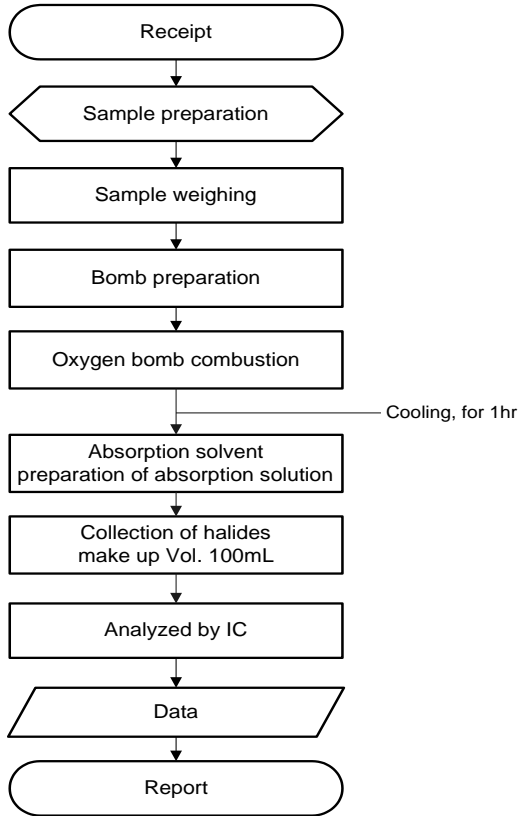 Receipt
Sample preparation
Sample weighing
Bomb preparation
Oxygen bomb combustion
Cooling, for 1hr
Absorption solvent
preparation of absorption solution
Collection of halides
make up Vol. 100mL
Analyzed by IC
Data
Report